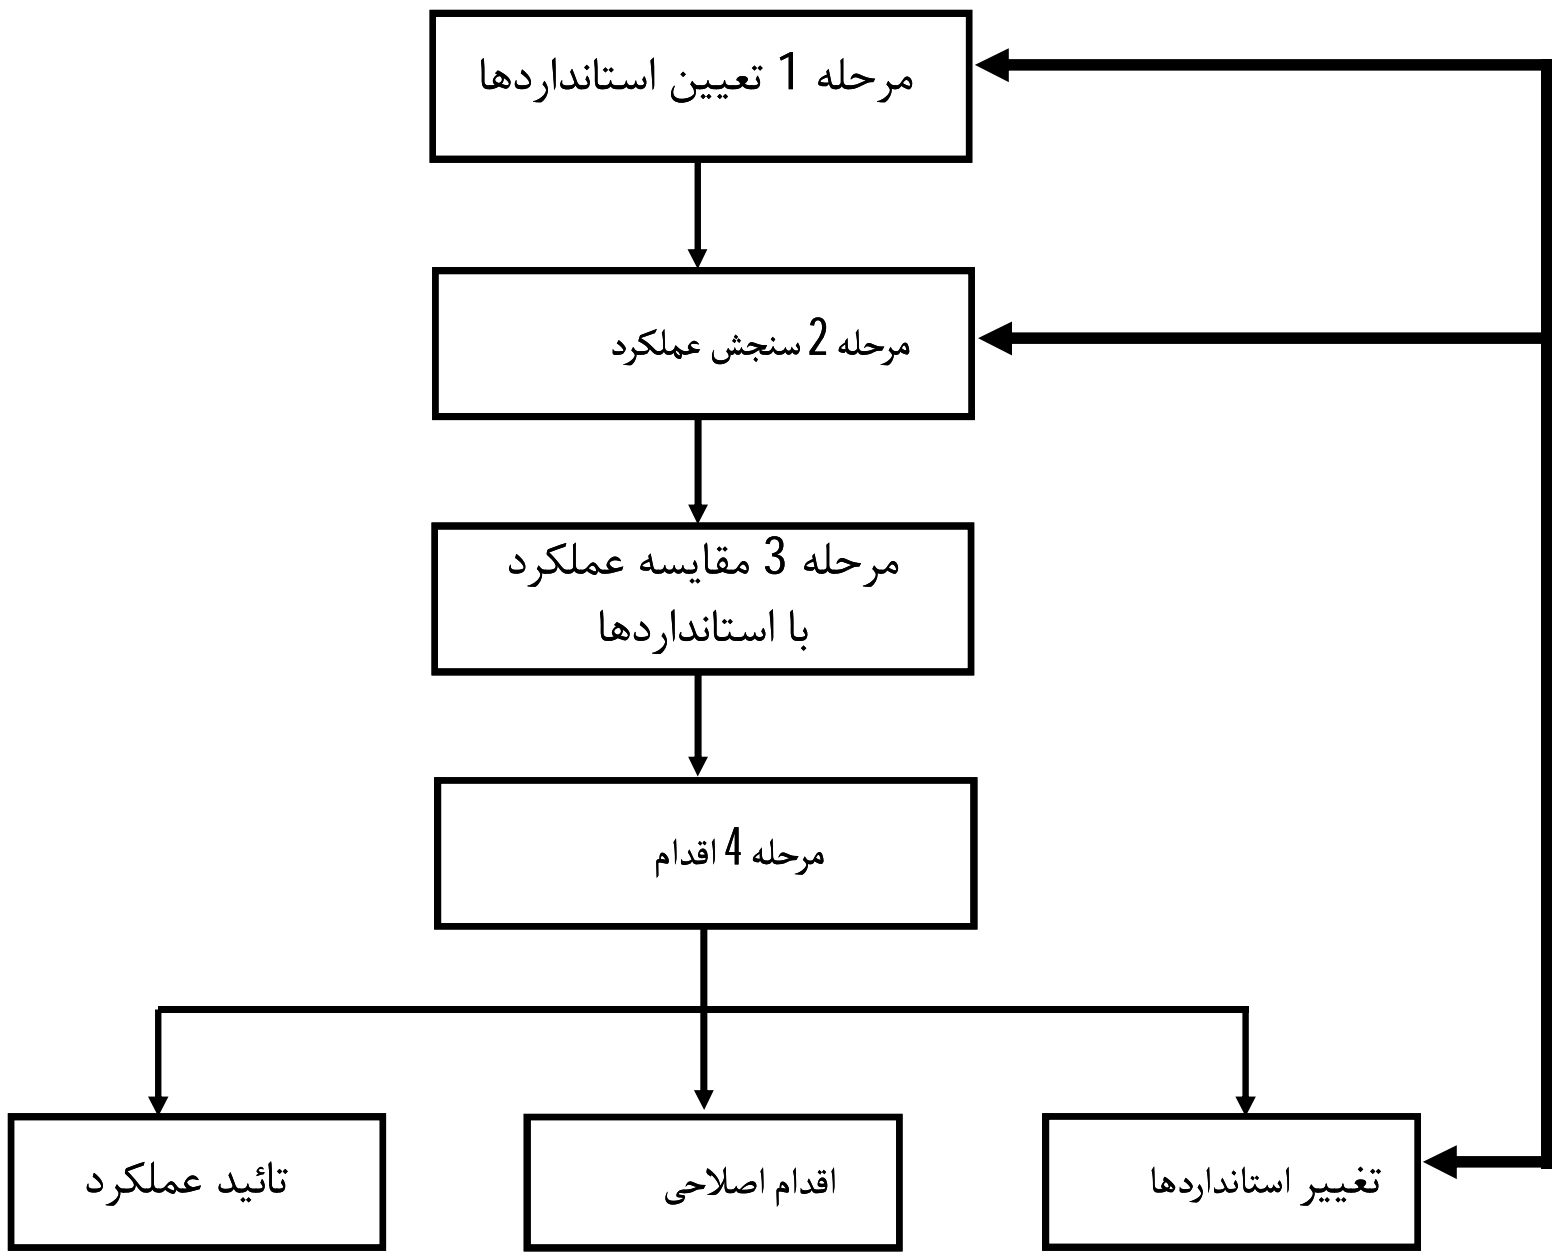 مرحله 1 تعیین استانداردها
مرحله 2 سنجش عملکرد
مرحله 3 مقایسه عملکرد
با استانداردها
مرحله 4 اقدام
تغییر استانداردها
اقدام اصلاحی
تائید عملکرد